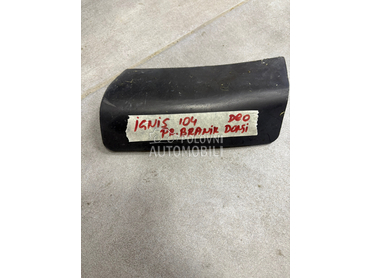 IGNIS 104 DEO
PR-BRANIK DONJI
POLOVNI
AUTOMOBILI